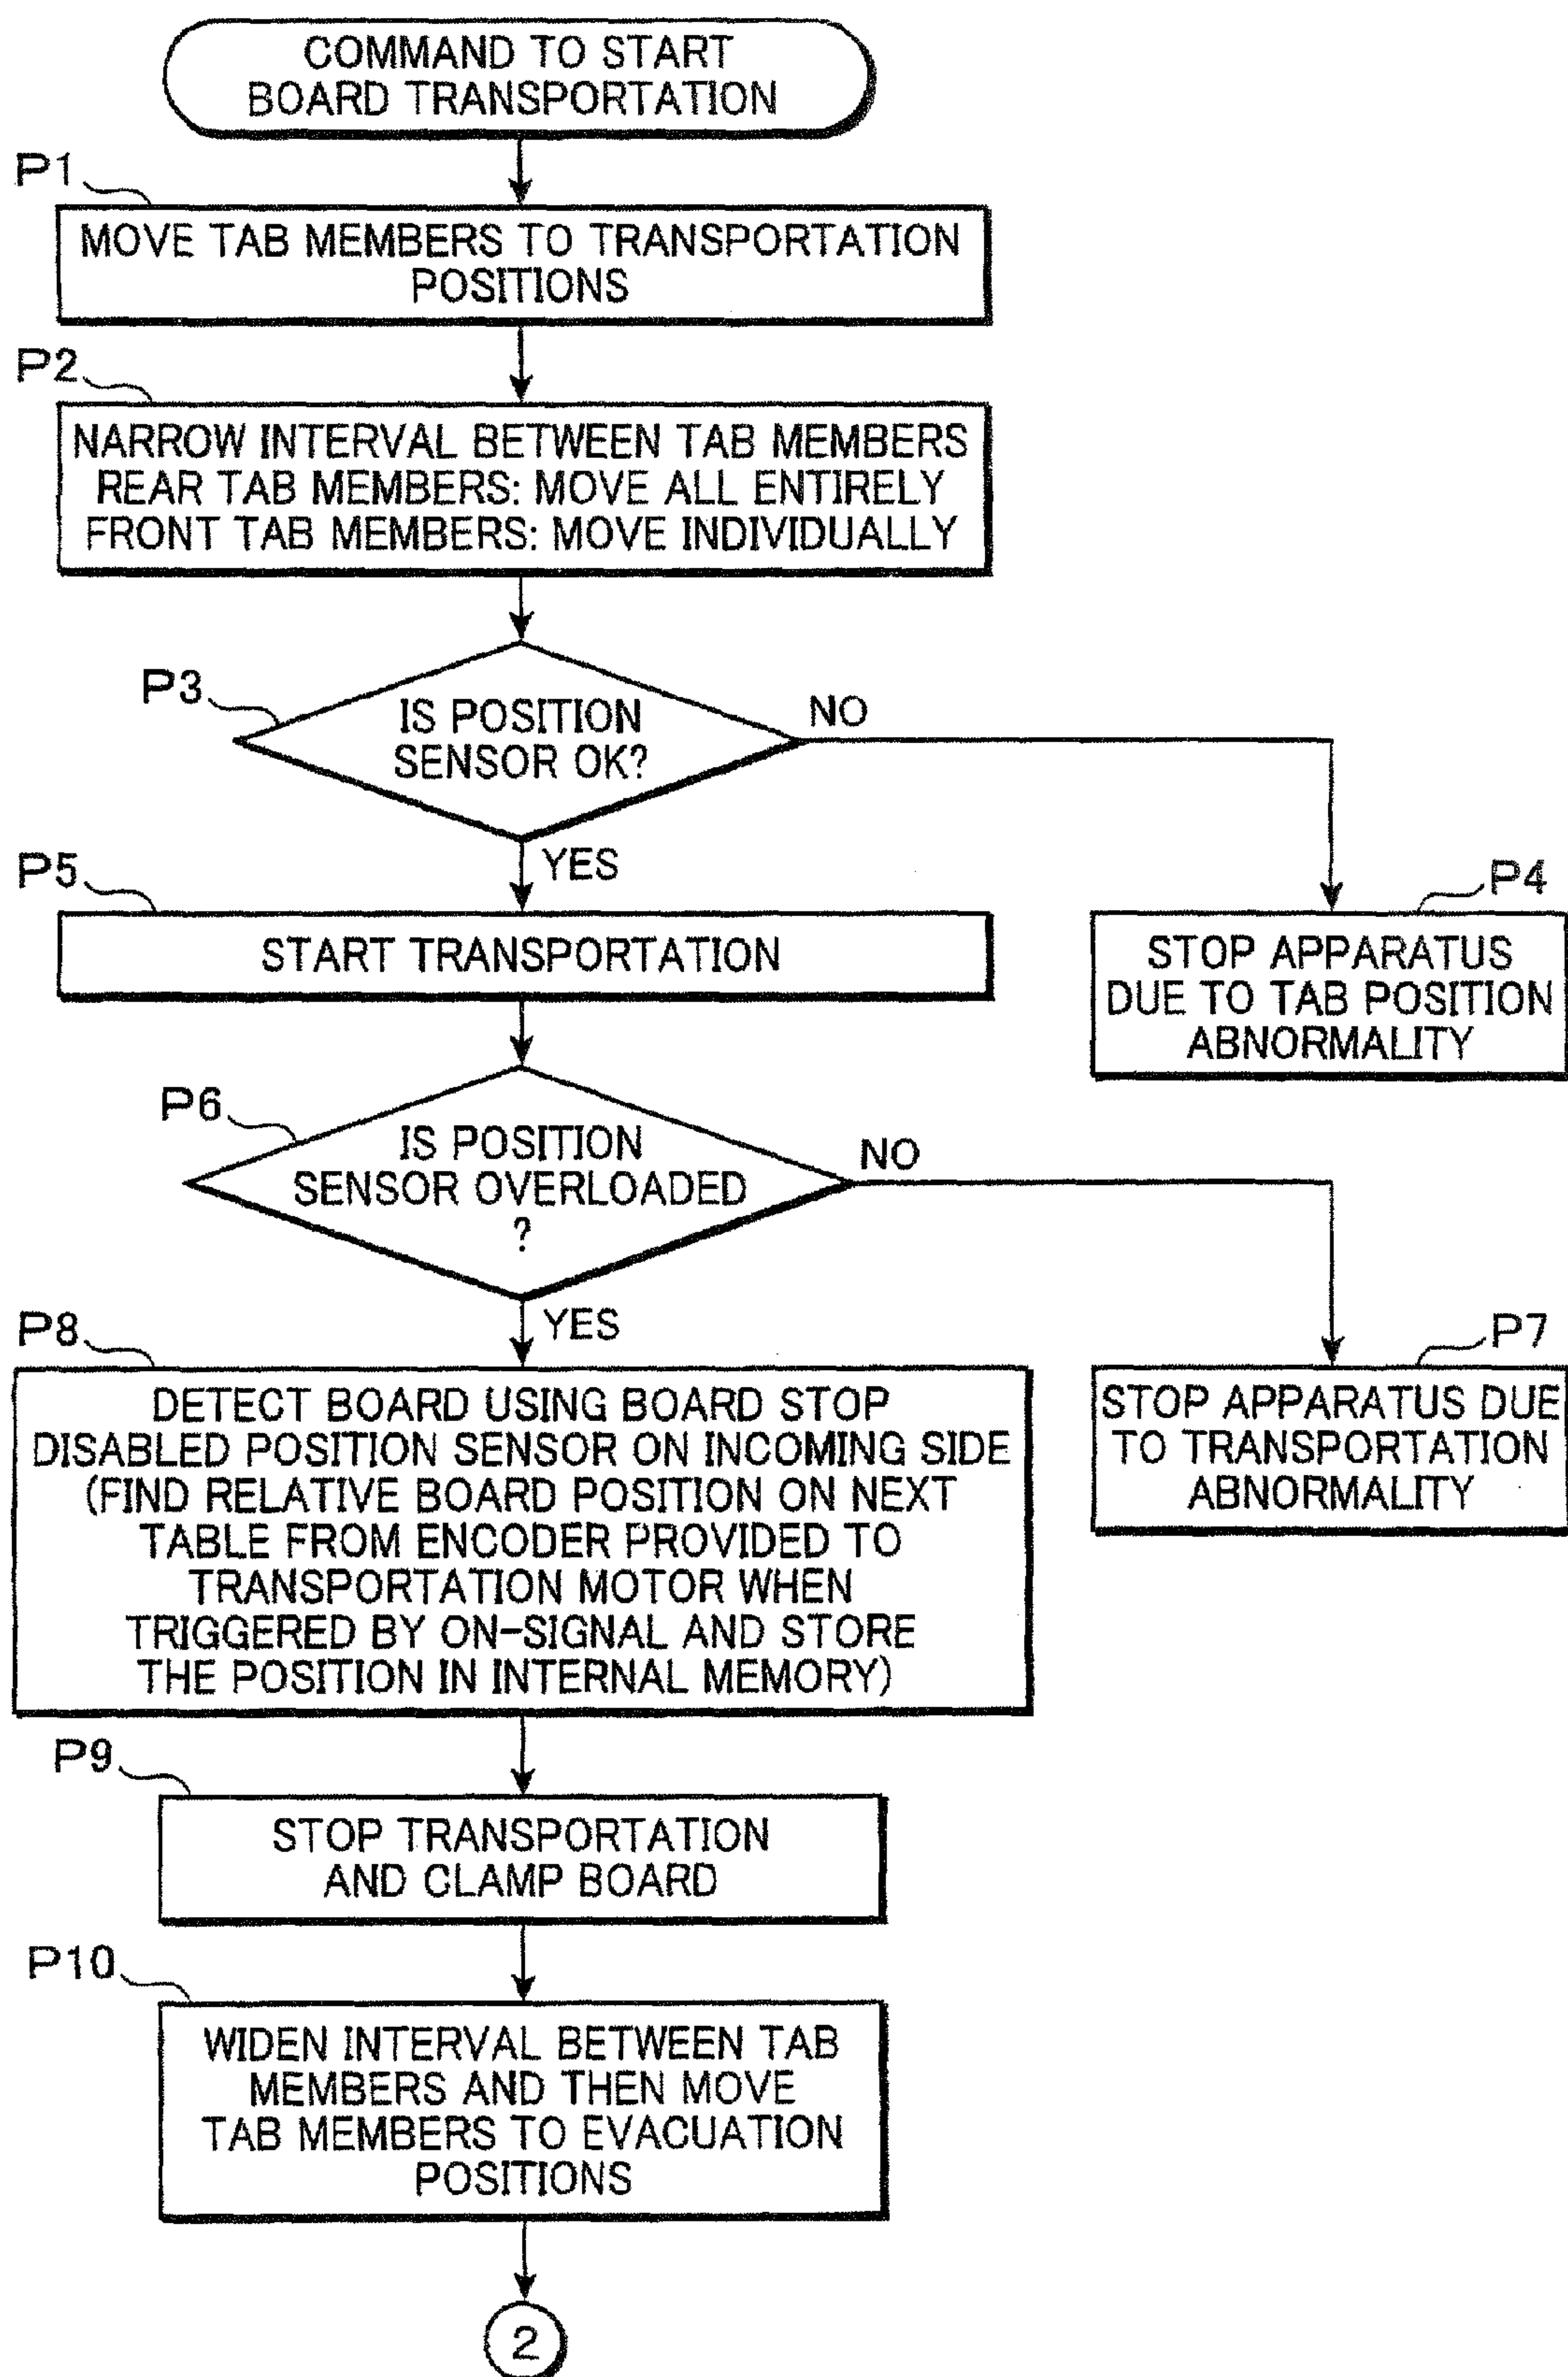 COMMAND TO START
BOARD TRANSPORTATION
P1
MOVE TAB MEMBERS TO TRANSPORTATION
POSITIONS
P2
NARROW INTERVAL BETWEEN TAB MEMBERS
REAR TAB MEMBERS: MOVE ALL ENTIRELY
FRONT TAB MEMBERS: MOVE INDIVIDUALLY
P3
IS POSITION
SENSOR OK?
NO
YES
P4
STOP APPARATUS
DUE TO TAB POSITION
ABNORMALITY
P5
START TRANSPORTATION
P6
IS POSITION
SENSOR OVERLOADED
?
NO
YES
P7
STOP APPARATUS DUE
TO TRANSPORTATION
ABNORMALITY
P8
DETECT BOARD USING BOARD STOP
DISABLED POSITION SENSOR ON INCOMING SIDE
(FIND RELATIVE BOARD POSITION ON NEXT
TABLE FROM ENCODER PROVIDED TO
TRANSPORTATION MOTOR WHEN
TRIGGERED BY ON-SIGNAL AND STORE
THE POSITION IN INTERNAL MEMORY)
P9
STOP TRANSPORTATION
AND CLAMP BOARD
P10
WIDEN INTERVAL BETWEEN TAB
MEMBERS AND THEN MOVE
TAB MEMBERS TO EVACUATION
POSITIONS
2